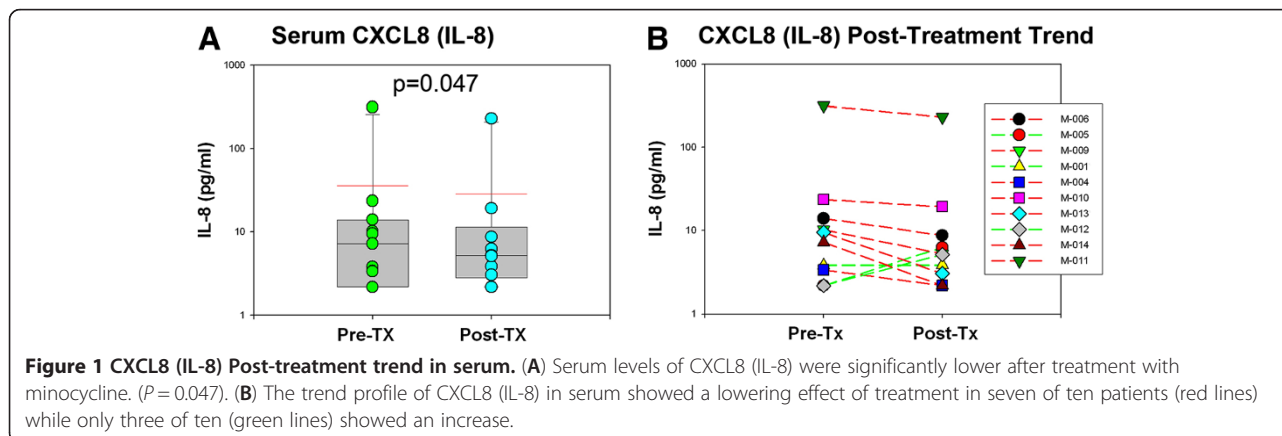 A Serum CXCL8 (IL-8)
1000
100
10
1
IL-8 (pg/ml)
p=0.047
Pre-TX Post-TX
B CXCL8 (IL-8) Post-Treatment Trend
1000
100
10
1
IL-8 (pg/ml)
Pre-Tx Post-Tx
M-006
M-005
M-009
M-001
M-004
M-010
M-013
M-012
M-014
M-011
Figure 1 CXCL8 (IL-8) Post-treatment trend in serum. (A) Serum levels of CXCL8 (IL-8) were significantly lower after treatment with
minocycline. (P = 0.047). (B) The trend profile of CXCL8 (IL-8) in serum showed a lowering effect of treatment in seven of ten patients (red lines)
while only three of ten (green lines) showed an increase.